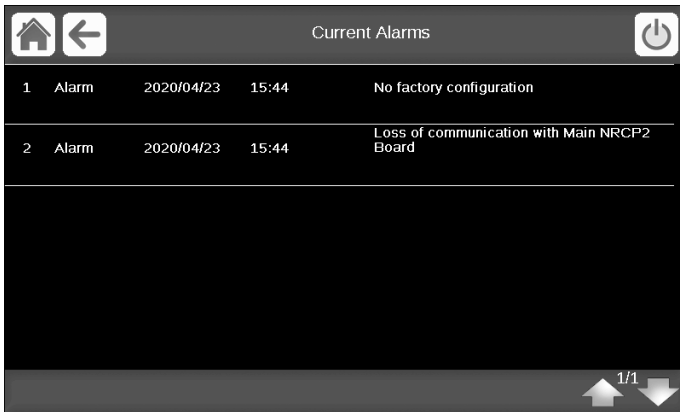 Current Alarms
1 Alarm 2020/04/23 15:44 No factory configuration
2 Alarm 2020/04/23 15:44 Loss of communication with Main NRCP2
Board
1/1